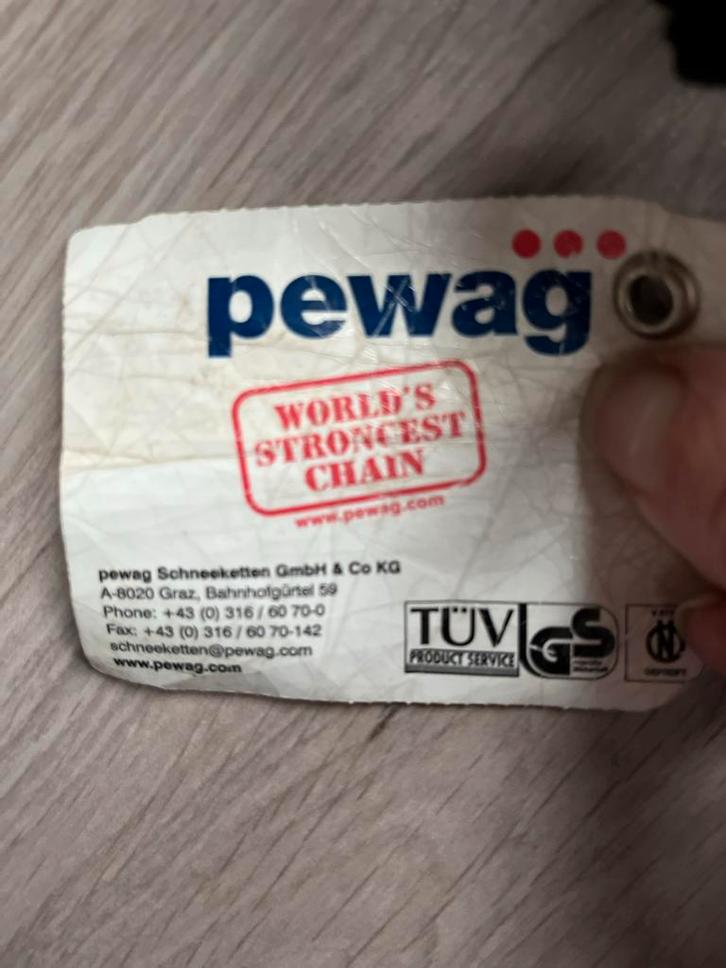 pewag
WORLD'S
STRONGEST
CHAIN
www.pewag.com
pewag Schneeketten GmbH & Co KG
A-8020 Graz, Bahnhofgürtel 59
Phone: +43 (0) 316 / 60 70-0
Fax: +43 (0) 316 / 60 70-142
schneeketten@pewag.com
www.pewag.com
TÜV
PRODUCT SERVICE
GS